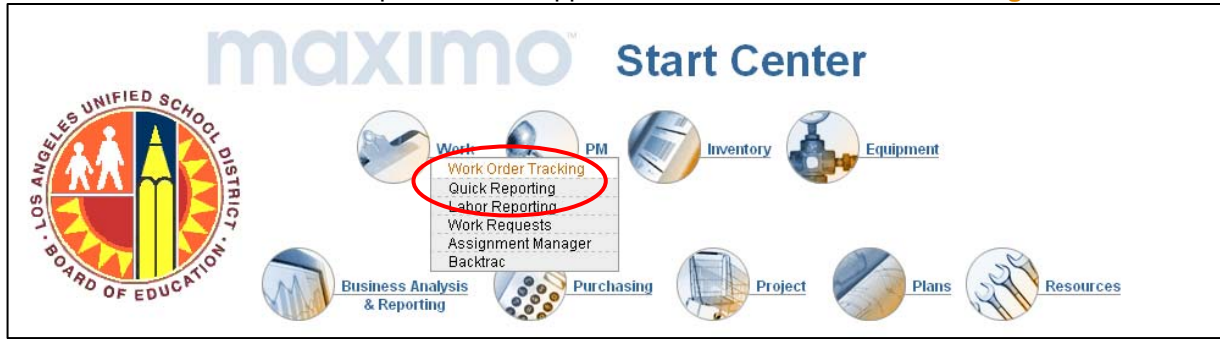 maximo™ Start Center
LOS ANGELES UNIFIED SCHOOL DISTRICT · BOARD OF EDUCATION ·
Work
PM
Inventory
Equipment
Work Order Tracking
Quick Reporting
Labor Reporting
Work Requests
Assignment Manager
Backtrac
Business Analysis
& Reporting
Purchasing
Project
Plans
Resources